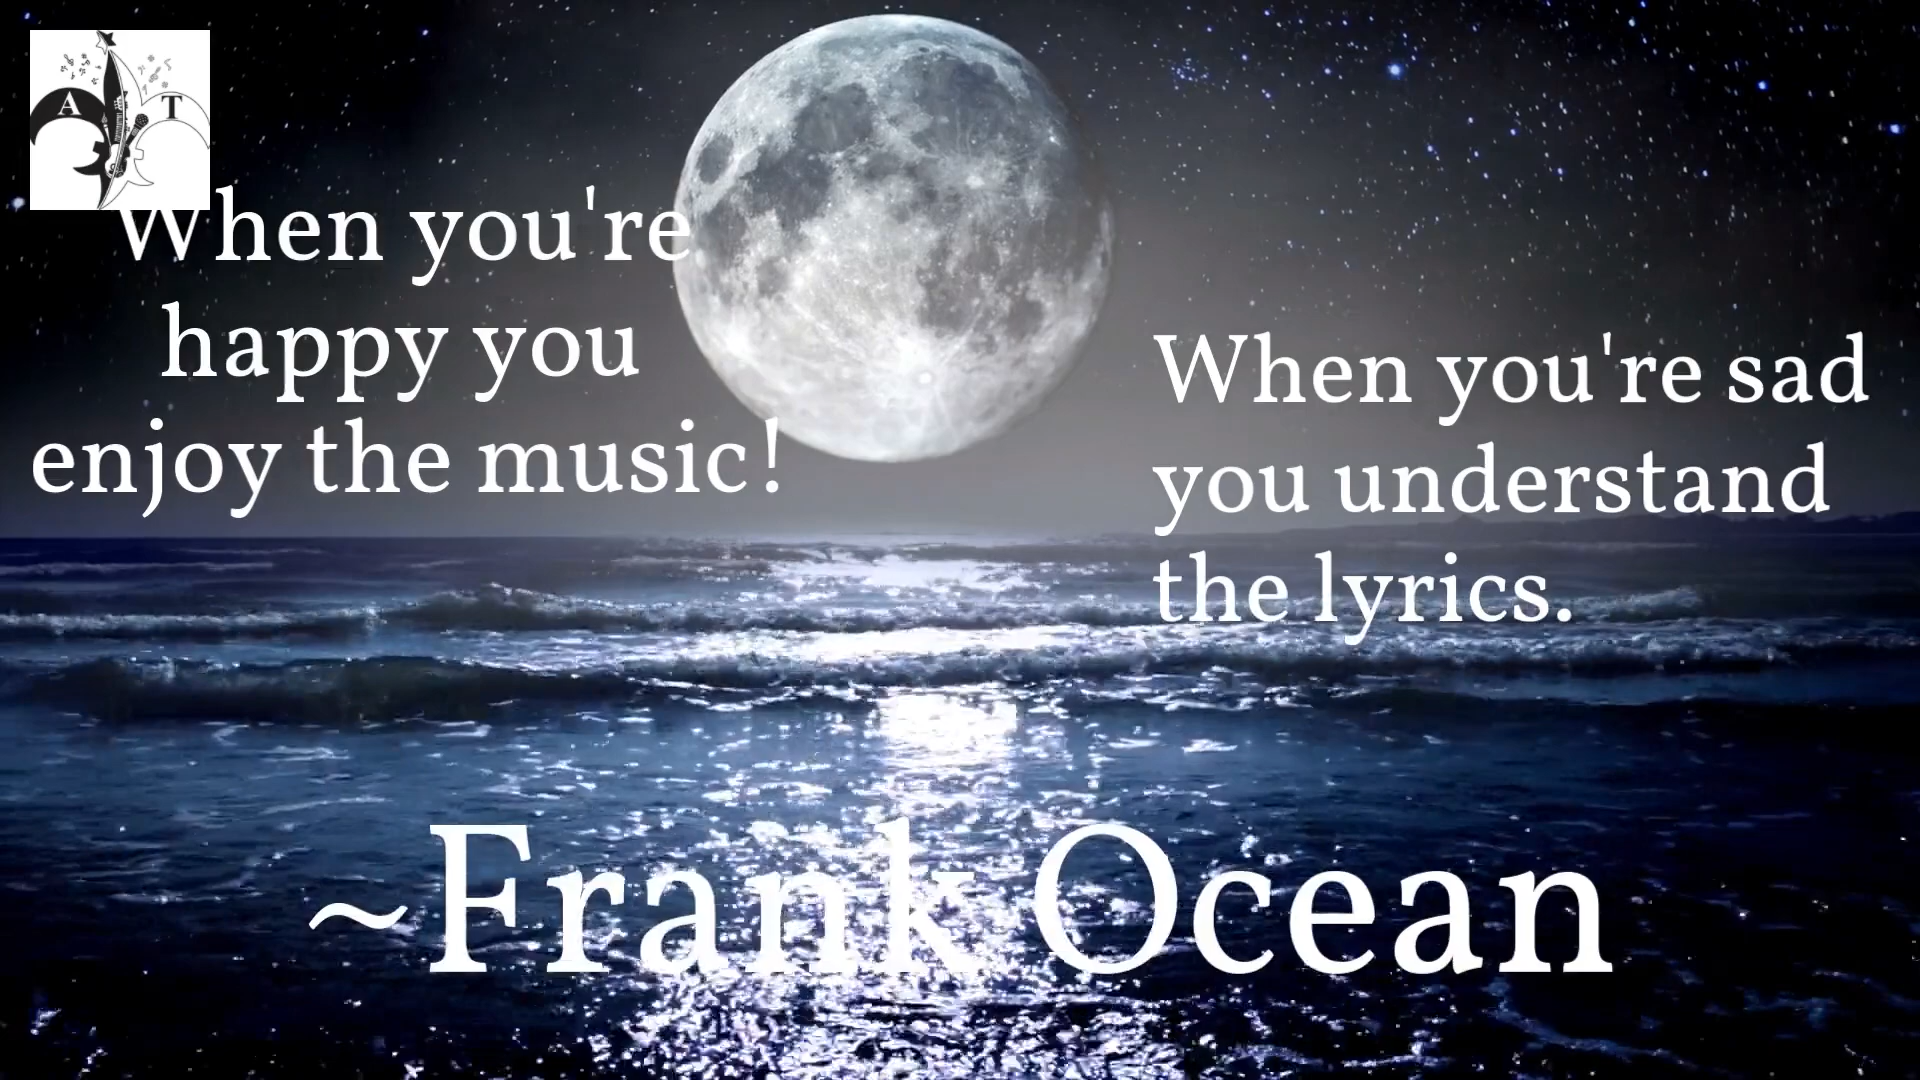 A T
When you're
happy you
enjoy the music!
When you're sad
you understand
the lyrics.
~Frank Ocean